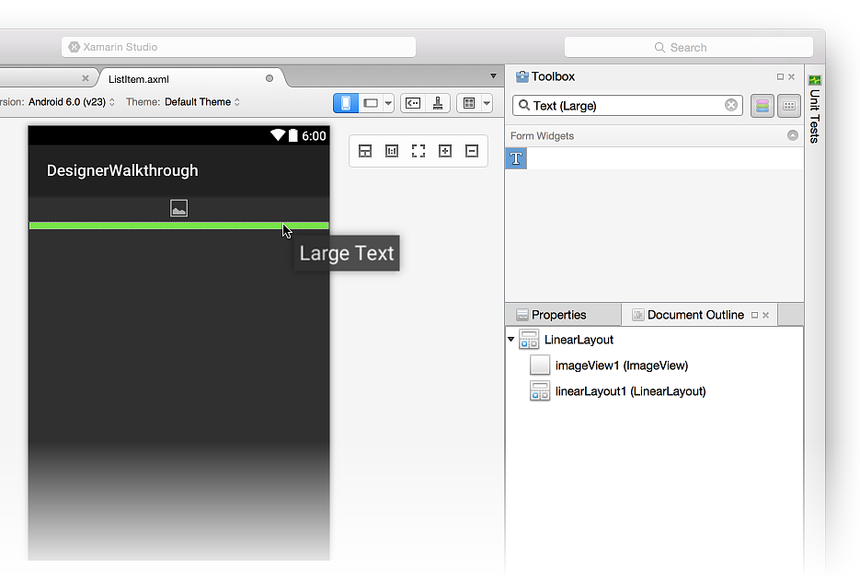 Xamarin Studio
Search
ListItem.axml
Toolbox
rsion: Android 6.0 (v23)
Theme: Default Theme
Text (Large)
Unit Tests
6:00
Form Widgets
T
DesignerWalkthrough
Large Text
Properties
Document Outline
LinearLayout
imageView1 (ImageView)
linearLayout1 (LinearLayout)